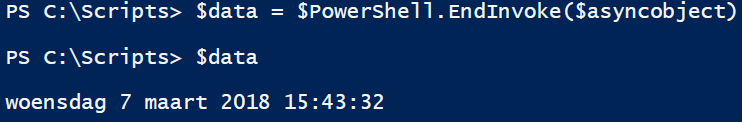 PS C:\Scripts> $data = $PowerShell.EndInvoke($asyncobject)
PS C:\Scripts> $data
woensdag 7 maart 2018 15:43:32